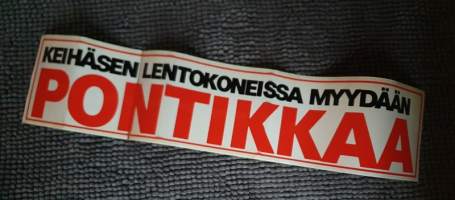 KEIHÄSEN LENTOKONEISSA MYYDÄÄN
PONTIKKAA